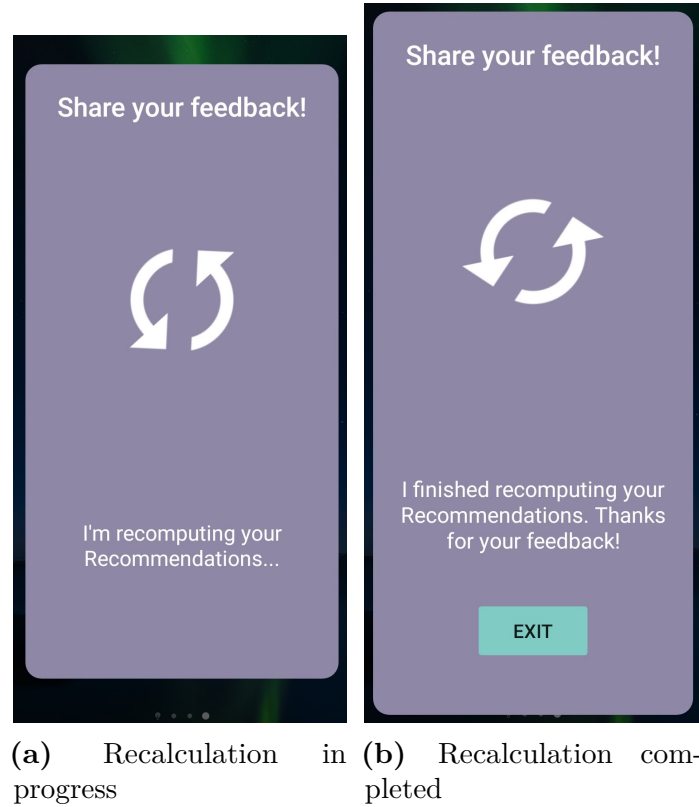 Share your feedback!
I'm recomputing your
Recommendations...
(a) Recalculation in
progress
Share your feedback!
I finished recomputing your
Recommendations. Thanks
for your feedback!
EXIT
(b) Recalculation com-
pleted